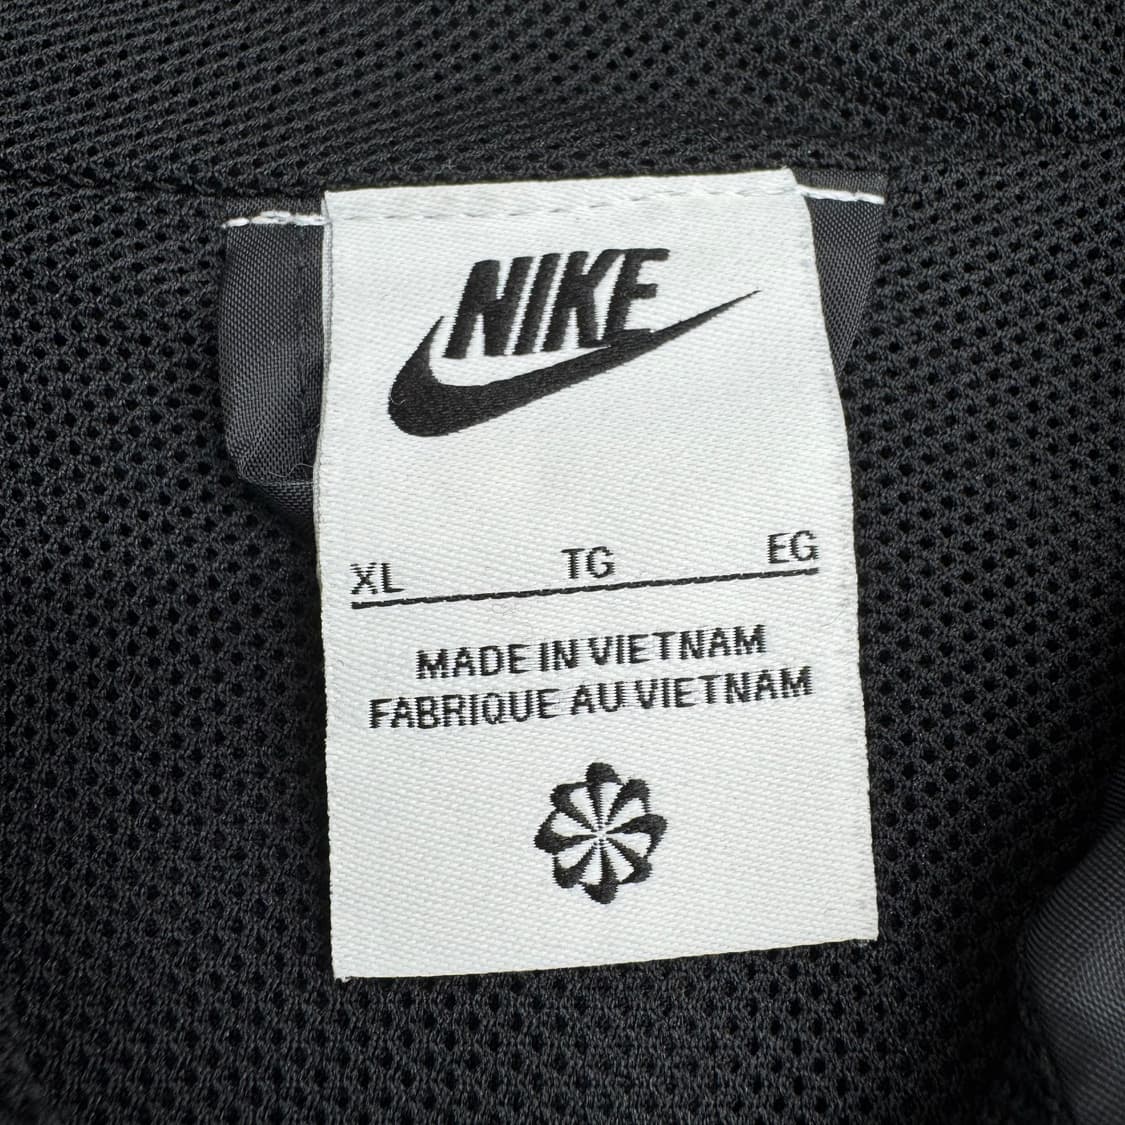 NIKE
XL TG EG
MADE IN VIETNAM
FABRIQUE AU VIETNAM